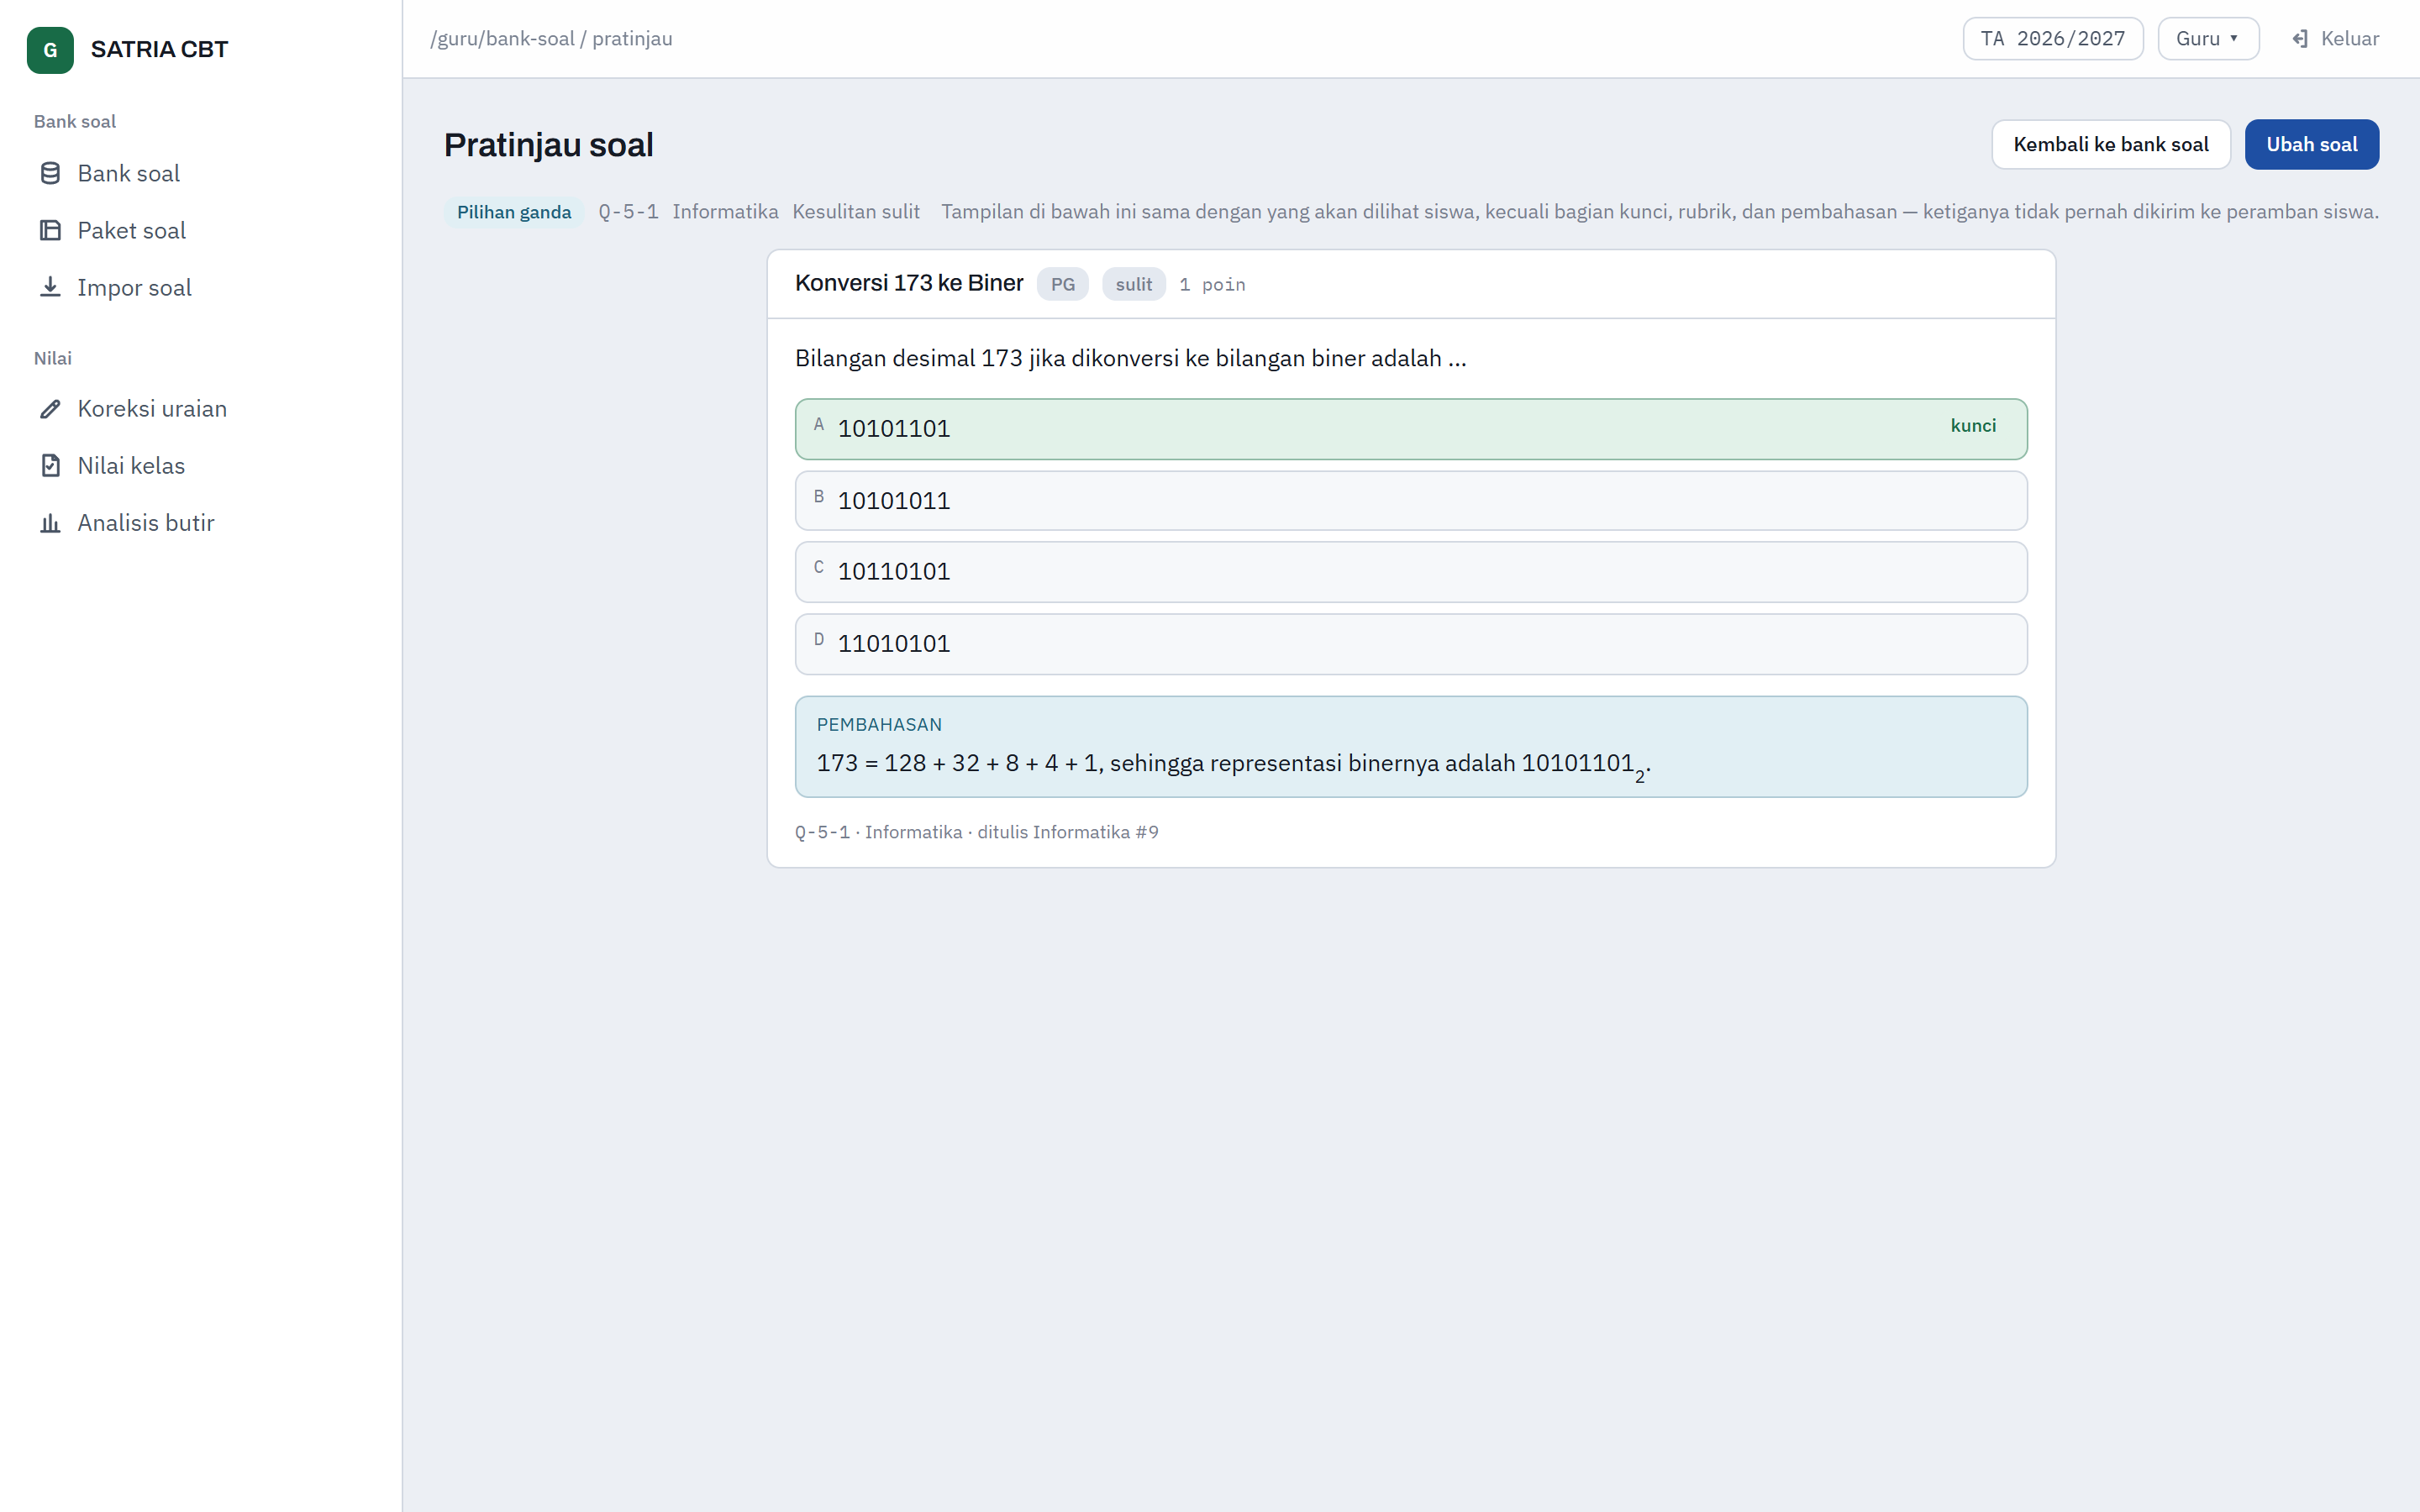 G SATRIA CBT
/guru/bank-soal / pratinjau
TA 2026/2027
Guru ▼
Keluar
Bank soal
Bank soal
Paket soal
Impor soal
Nilai
Koreksi uraian
Nilai kelas
Analisis butir
Pratinjau soal
Kembali ke bank soal
Ubah soal
Pilihan ganda Q-5-1 Informatika Kesulitan sulit Tampilan di bawah ini sama dengan yang akan dilihat siswa, kecuali bagian kunci, rubrik, dan pembahasan — ketiganya tidak pernah dikirim ke peramban siswa.
Konversi 173 ke Biner PG sulit 1 poin
Bilangan desimal 173 jika dikonversi ke bilangan biner adalah ...
A 10101101 kunci
B 10101011
C 10110101
D 11010101
PEMBAHASAN
173 = 128 + 32 + 8 + 4 + 1, sehingga representasi binernya adalah 10101101₂.
Q-5-1 · Informatika · ditulis Informatika #9